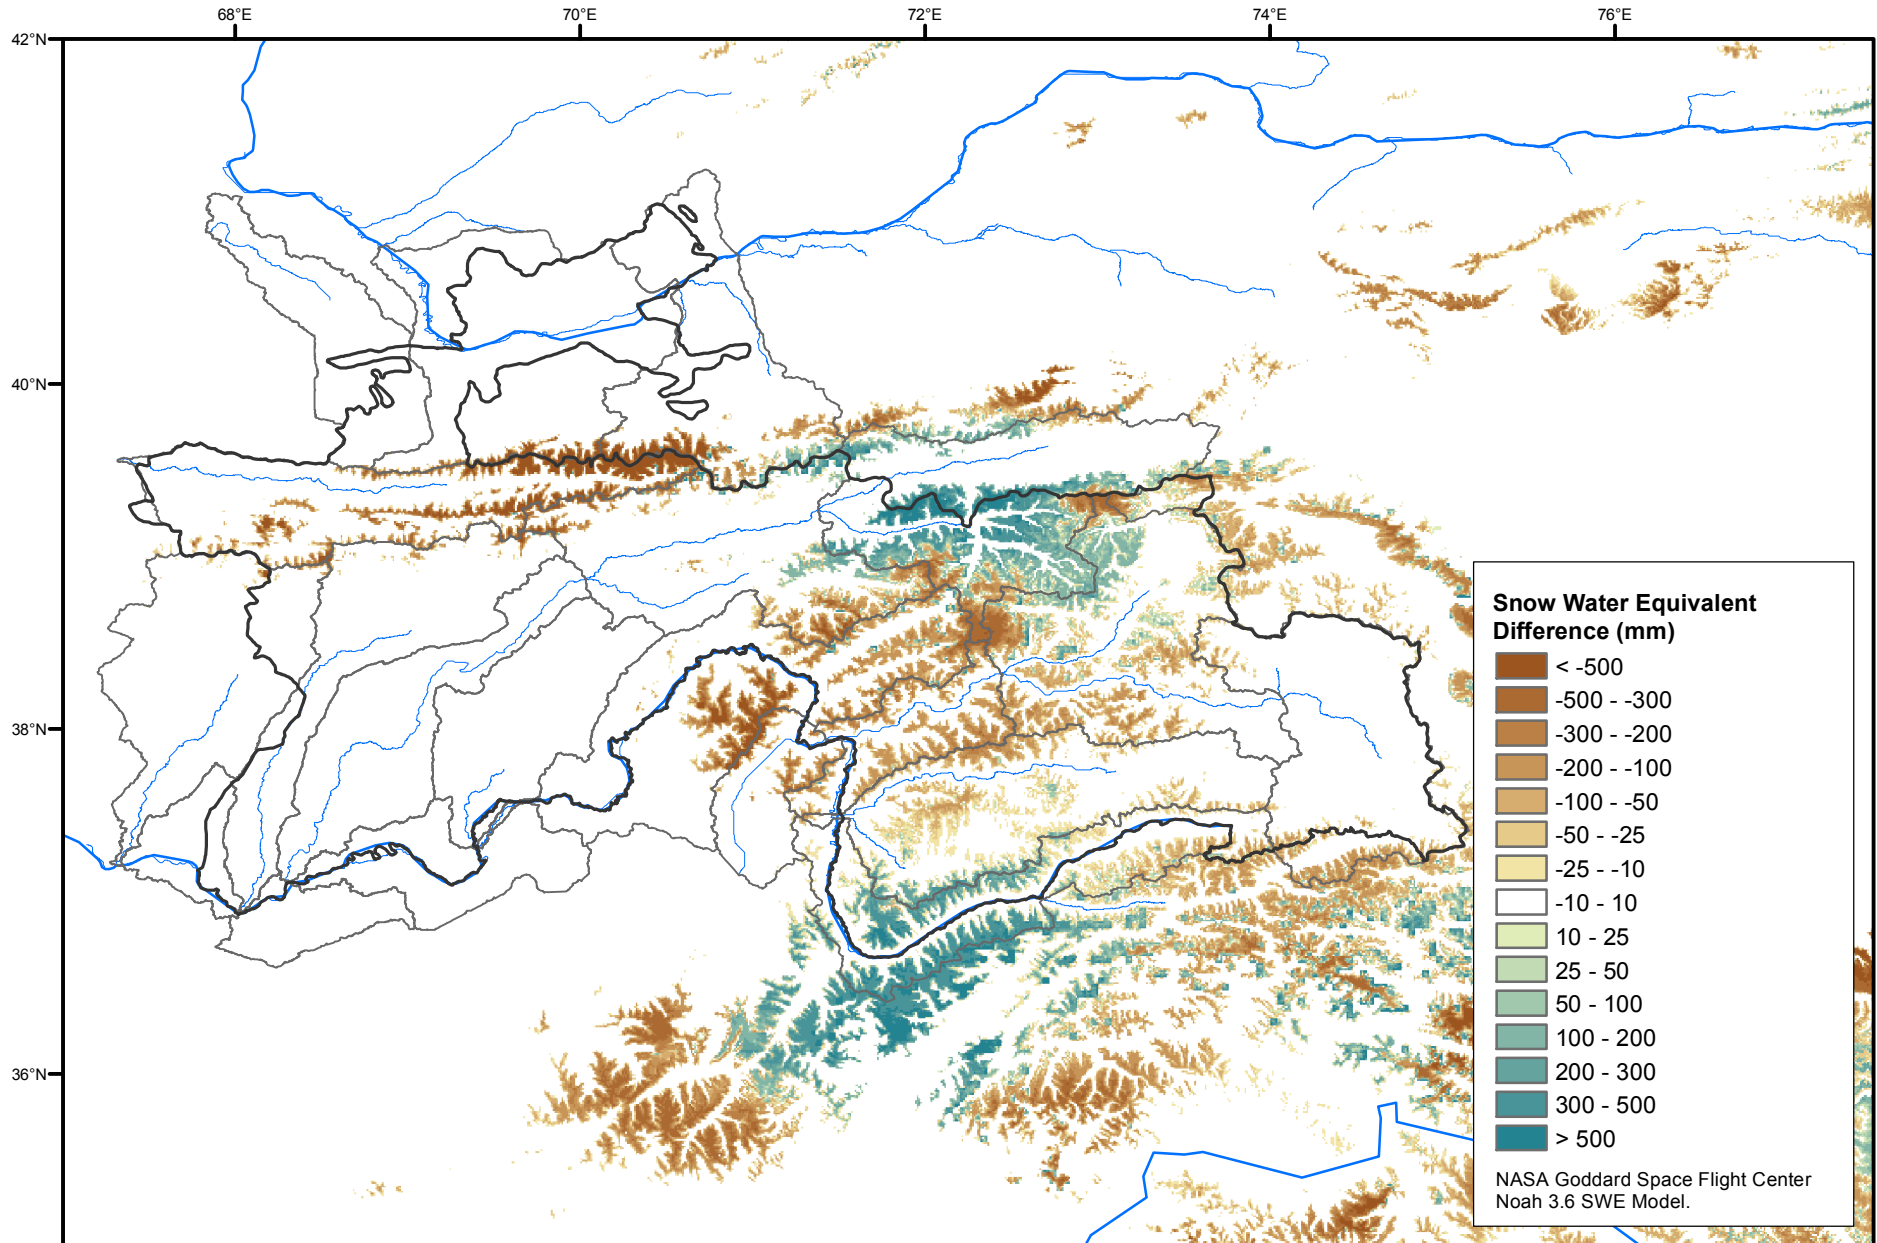 68°E 70°E 72°E 74°E 76°E
42°N
40°N
38°N
36°N
Snow Water Equivalent
Difference (mm)
< -500
-500 - -300
-300 - -200
-200 - -100
-100 - -50
-50 - -25
-25 - -10
-10 - 10
10 - 25
25 - 50
50 - 100
100 - 200
200 - 300
300 - 500
> 500
NASA Goddard Space Flight Center
Noah 3.6 SWE Model.